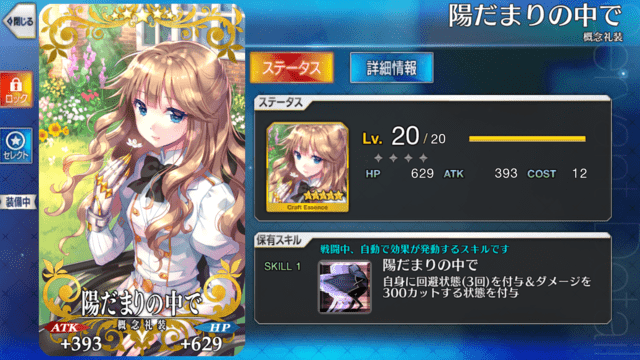 閉じる
陽だまりの中で
概念礼装
ステータス
詳細情報
ロック
セレクト
装備中
陽だまりの中で
概念礼装
ATK
+393
HP
+629
ステータス
Lv. 20/20
HP 629 ATK 393 COST 12
Craft Essence
保有スキル
戦闘中、自動で効果が発動するスキルです
SKILL 1
陽だまりの中で
自身に回避状態(3回)を付与&ダメージを
300カットする状態を付与